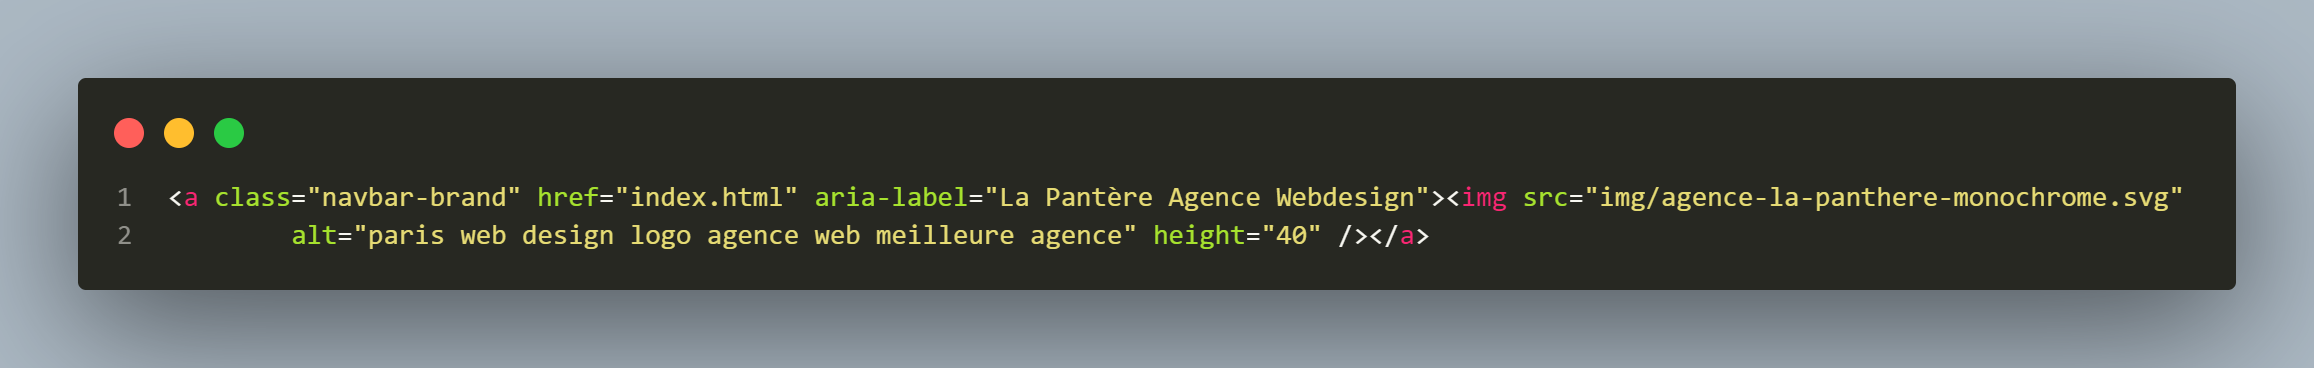 1 <a class="navbar-brand" href="index.html" aria-label="La Pantère Agence Webdesign"><img src="img/agence-la-panthere-monochrome.svg"
2 alt="paris web design logo agence web meilleure agence" height="40" /></a>